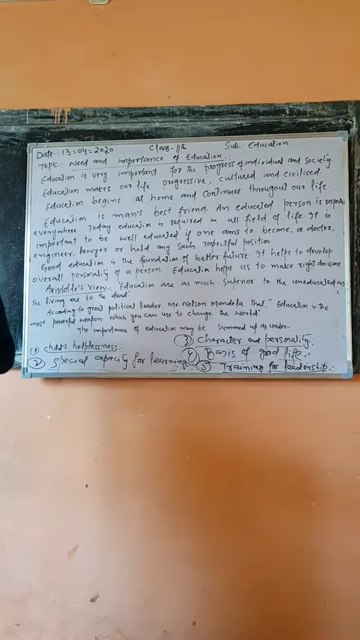 Date: 13-04-2020 Class-11th Sub: Education
Topic: Need and importance of Education.:
Education is very important for the progress of individual and society.
Education makes our life progressive, cultured and civilised.
Education begins at home and continues througout our life.
Education is man's best friend. An educated person is respected
everywhere. Today education is required in all field of life. It is
important to be well educated if one aims to become, a doctor,
engineer, lawyer or hold any such respectful position
Good education is the foundation of better future. It helps to develop
overall personality of a person. Education helps us to make right decisions
Aristotle's view: "Education are as much superior to the uneducated as
the living are to the dead"
According to great political leader, Mr Nelson Mandela that, "Education is the
most powerful weapon which you can use to change the world."
The importance of education may be summed up as under.
(1) child's helplessness.
2) Special capacity for learning.
3) Character and personality.
4) Basis of good life.
5) Training for leadership.